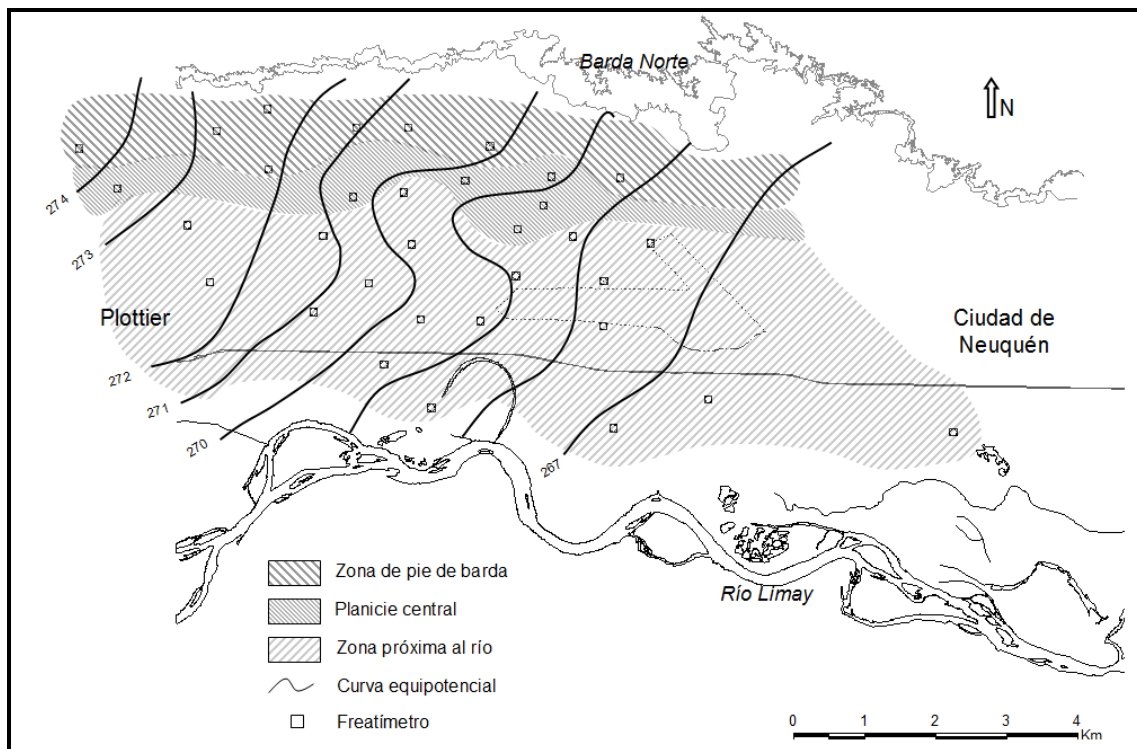 Barda Norte
N
274
273
Plottier
Ciudad de
Neuquén
272
271
270
267
Río Limay
Zona de pie de barda
Planicie central
Zona próxima al río
Curva equipotencial
Freatímetro
0 1 2 3 4
Km